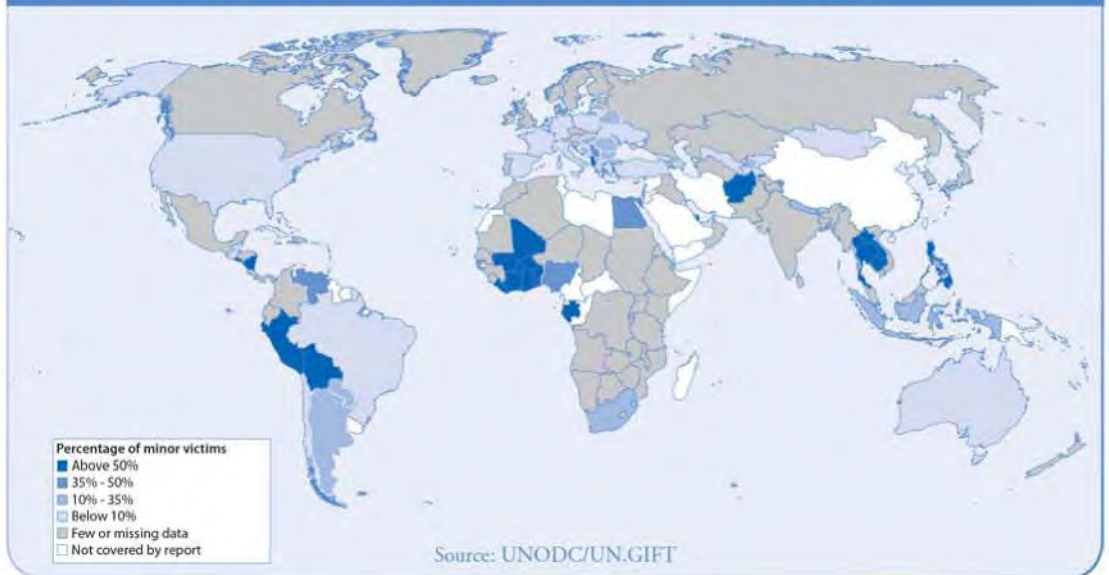 Percentage of minor victims
Above 50%
35% - 50%
10% - 35%
Below 10%
Few or missing data
Not covered by report
Source: UNODC/UN.GIFT